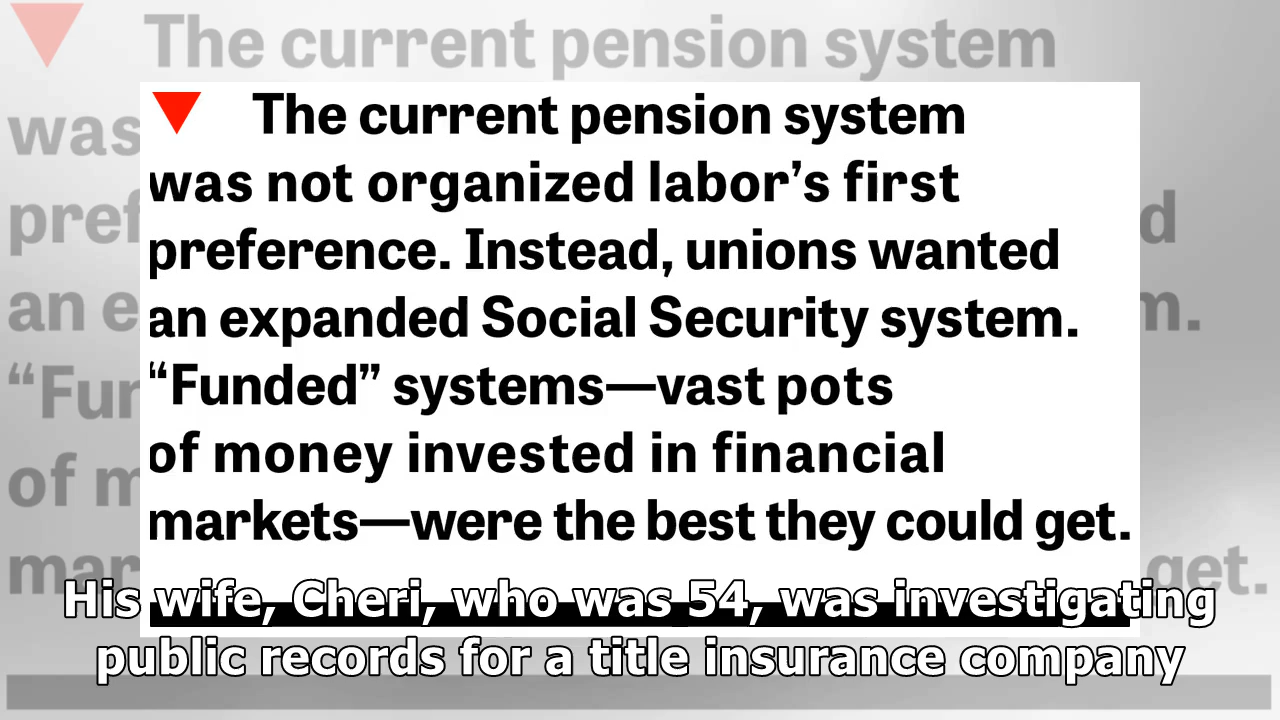 The current pension system
was not organized labor’s first
preference. Instead, unions wanted
an expanded Social Security system.
“Funded” systems—vast pots
of money invested in financial
markets—were the best they could get.
His wife, Cheri, who was 54, was investigating
public records for a title insurance company